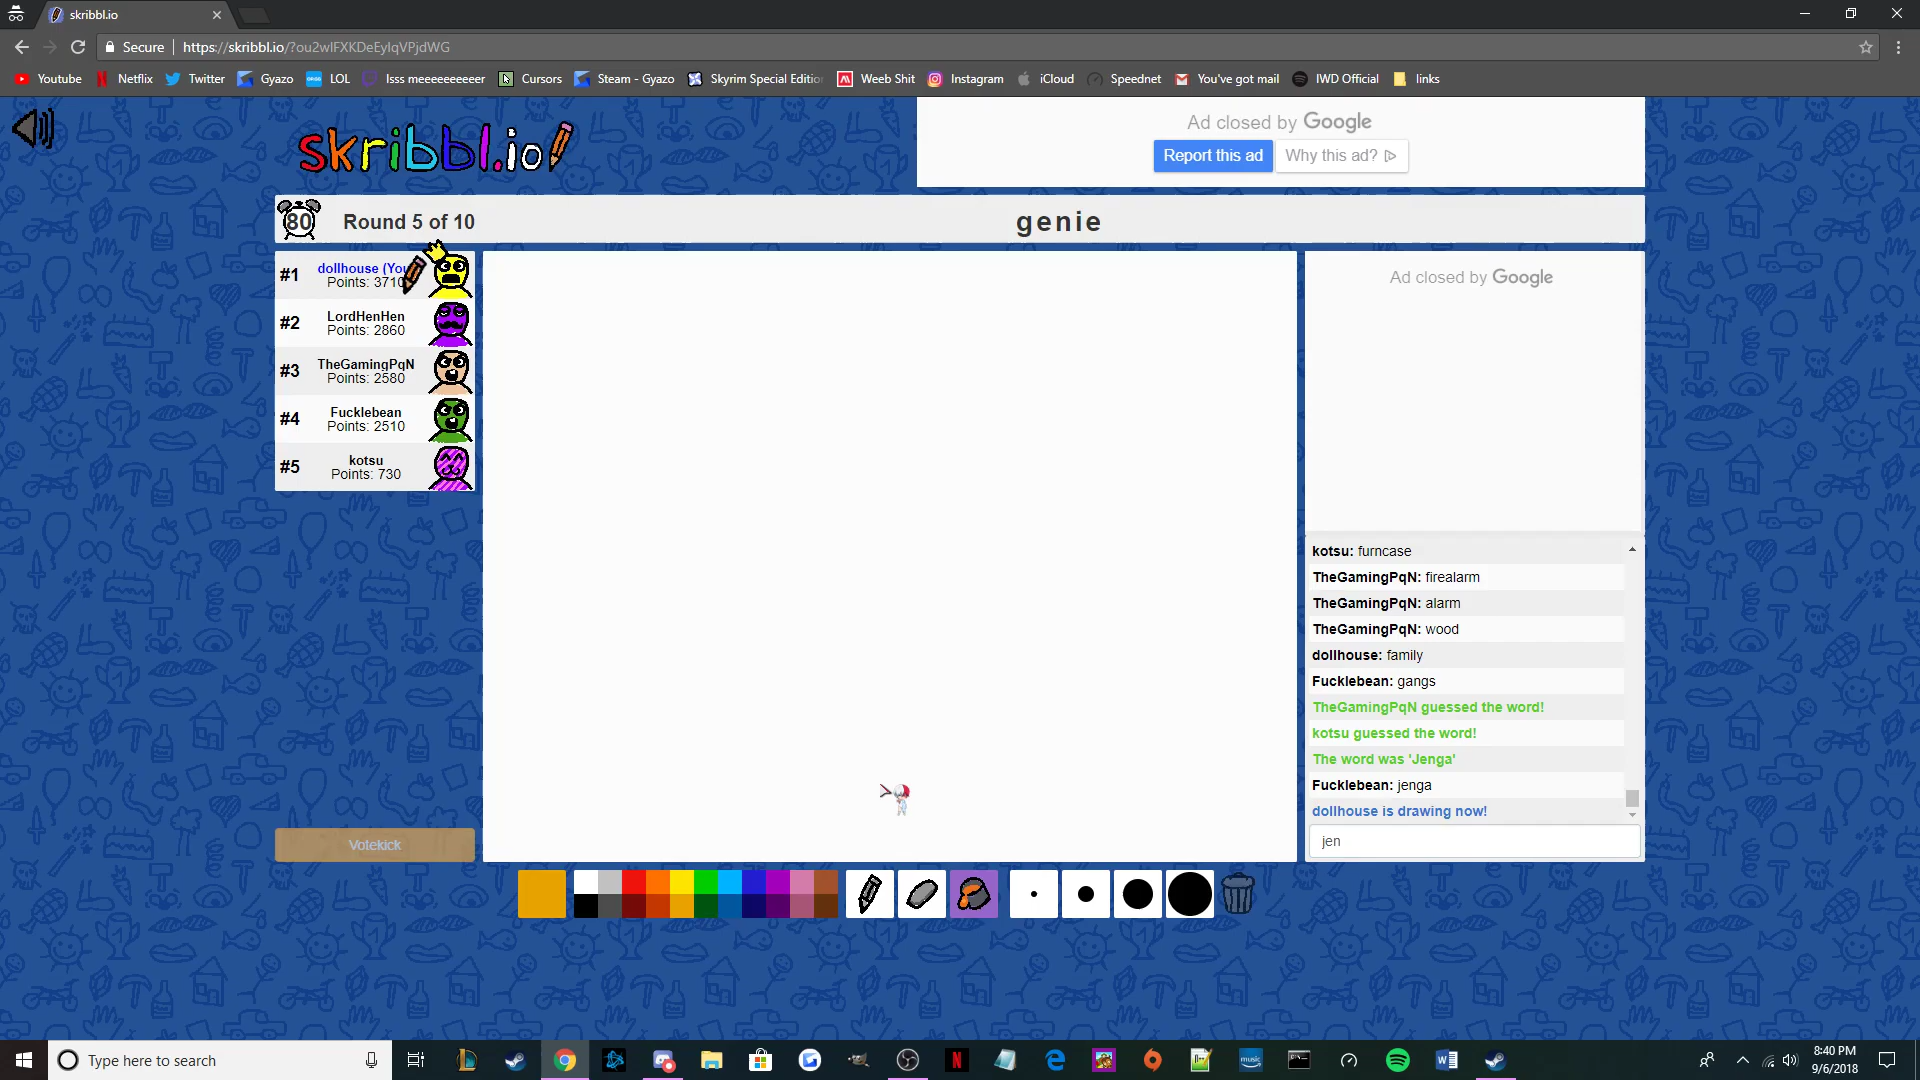 skribbl.io
Secure
https://skribbl.io/?ou2wlFXKDeEylqVPjdWG
Youtube
Netflix
Twitter
Gyazo
LOL
Isss meeeeeeeeeer
Cursors
Steam - Gyazo
Skyrim Special Editio
Weeb Shit
Instagram
iCloud
Speednet
You've got mail
IWD Official
links
skribbl.io
Ad closed by Google
Report this ad
Why this ad?
80
Round 5 of 10
genie
#1
dollhouse (You
Points: 3710
#2
LordHenHen
Points: 2860
#3
TheGamingPqN
Points: 2580
#4
Fucklebean
Points: 2510
#5
kotsu
Points: 730
Votekick
Ad closed by Google
kotsu: furncase
TheGamingPqN: firealarm
TheGamingPqN: alarm
TheGamingPqN: wood
dollhouse: family
Fucklebean: gangs
TheGamingPqN guessed the word!
kotsu guessed the word!
The word was 'Jenga'
Fucklebean: jenga
dollhouse is drawing now!
jen
Type here to search
8:40 PM
9/6/2018